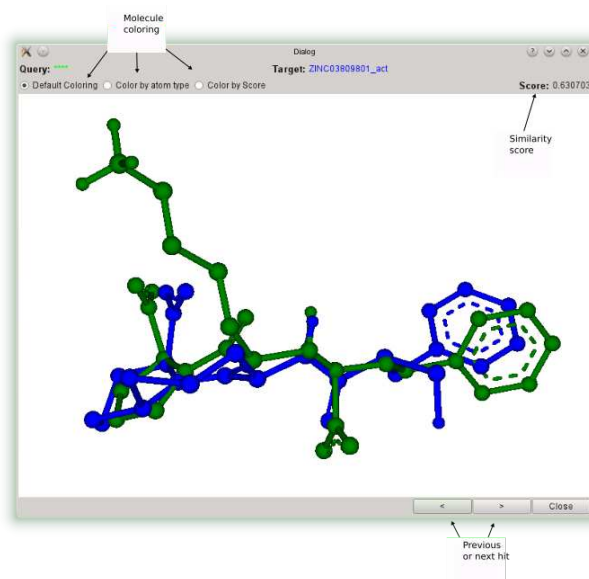 Molecule
coloring
Dialog
Query: ****
Target: ZINC03809801_act
Default Coloring Color by atom type Color by Score
Score: 0.630703
Similarity
score
< > Close
Previous
or next hit